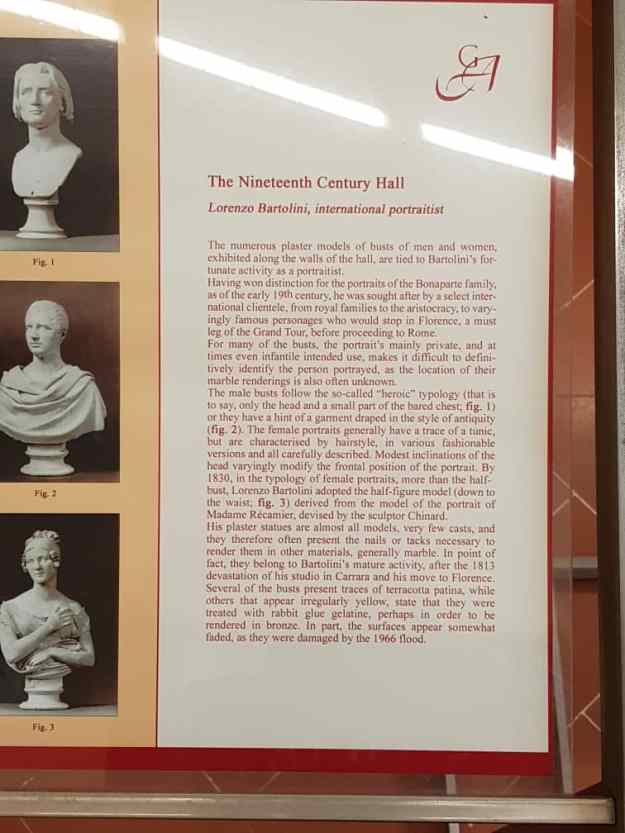 GA
The Nineteenth Century Hall
Lorenzo Bartolini, international portraitist
The numerous plaster models of busts of men and women,
exhibited along the walls of the hall, are tied to Bartolini's for-
tunate activity as a portraitist.
Having won distinction for the portraits of the Bonaparte family,
as of the early 19th century, he was sought after by a select inter-
national clientele, from royal families to the aristocracy, to vary-
ingly famous personages who would stop in Florence, a must
leg of the Grand Tour, before proceeding to Rome.
For many of the busts, the portrait's mainly private, and at
times even infantile intended use, makes it difficult to defini-
tively identify the person portrayed, as the location of their
marble renderings is also often unknown.
The male busts follow the so-called "heroic" typology (that is
to say, only the head and a small part of the bared chest; fig. 1)
or they have a hint of a garment draped in the style of antiquity
(fig. 2). The female portraits generally have a trace of a tunic,
but are characterised by hairstyle, in various fashionable
versions and all carefully described. Modest inclinations of the
head varyingly modify the frontal position of the portrait. By
1830, in the typology of female portraits, more than the half-
bust, Lorenzo Bartolini adopted the half-figure model (down to
the waist; fig. 3) derived from the model of the portrait of
Madame Récamier, devised by the sculptor Chinard.
His plaster statues are almost all models, very few casts, and
they therefore often present the nails or tacks necessary to
render them in other materials, generally marble. In point of
fact, they belong to Bartolini's mature activity, after the 1813
devastation of his studio in Carrara and his move to Florence.
Several of the busts present traces of terracotta patina, while
others that appear irregularly yellow, state that they were
treated with rabbit glue gelatine, perhaps in order to be
rendered in bronze. In part, the surfaces appear somewhat
faded, as they were damaged by the 1966 flood.
Fig. 1
Fig. 2
Fig. 3